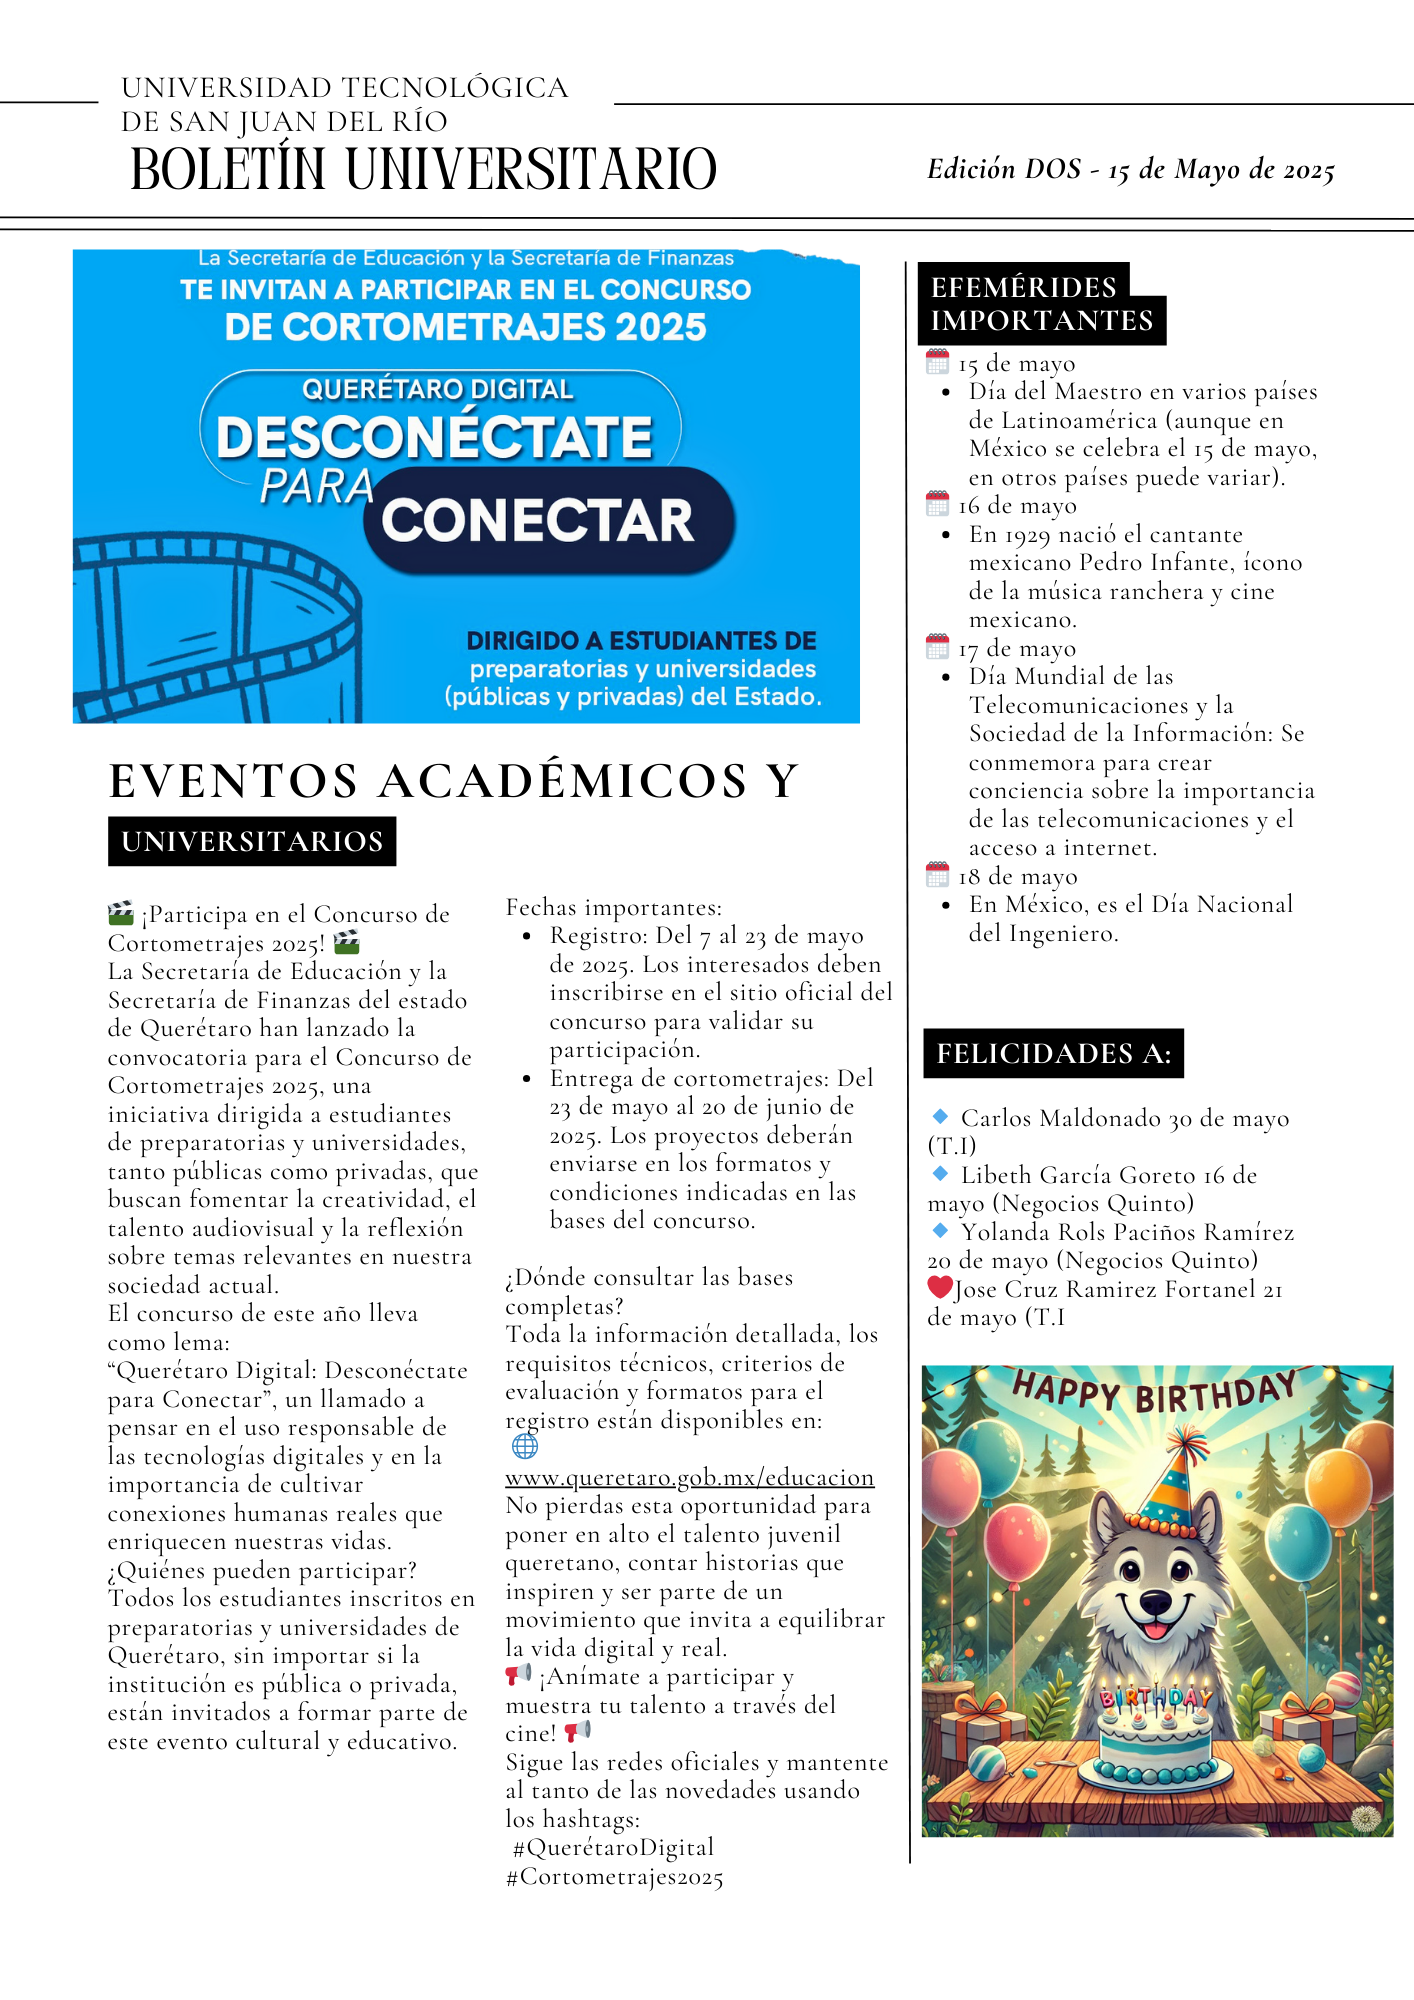 UNIVERSIDAD TECNOLÓGICA
DE SAN JUAN DEL RÍO
BOLETÍN UNIVERSITARIO
Edición DOS - 15 de Mayo de 2025
La Secretaría de Educación y la Secretaría de Finanzas
TE INVITAN A PARTICIPAR EN EL CONCURSO
DE CORTOMETRAJES 2025
QUERÉTARO DIGITAL
DESCONÉCTATE
PARA
CONECTAR
DIRIGIDO A ESTUDIANTES DE
preparatorias y universidades
(públicas y privadas) del Estado.
EVENTOS ACADÉMICOS Y
UNIVERSITARIOS
🎬 ¡Participa en el Concurso de
Cortometrajes 2025! 🎬
La Secretaría de Educación y la
Secretaría de Finanzas del estado
de Querétaro han lanzado la
convocatoria para el Concurso de
Cortometrajes 2025, una
iniciativa dirigida a estudiantes
de preparatorias y universidades,
tanto públicas como privadas, que
buscan fomentar la creatividad, el
talento audiovisual y la reflexión
sobre temas relevantes en nuestra
sociedad actual.
El concurso de este año lleva
como lema:
“Querétaro Digital: Desconéctate
para Conectar”, un llamado a
pensar en el uso responsable de
las tecnologías digitales y en la
importancia de cultivar
conexiones humanas reales que
enriquecen nuestras vidas.
¿Quiénes pueden participar?
Todos los estudiantes inscritos en
preparatorias y universidades de
Querétaro, sin importar si la
institución es pública o privada,
están invitados a formar parte de
este evento cultural y educativo.
Fechas importantes:
• Registro: Del 7 al 23 de mayo
de 2025. Los interesados deben
inscribirse en el sitio oficial del
concurso para validar su
participación.
• Entrega de cortometrajes: Del
23 de mayo al 20 de junio de
2025. Los proyectos deberán
enviarse en los formatos y
condiciones indicadas en las
bases del concurso.
¿Dónde consultar las bases
completas?
Toda la información detallada, los
requisitos técnicos, criterios de
evaluación y formatos para el
registro están disponibles en:
🌐
www.queretaro.gob.mx/educacion
No pierdas esta oportunidad para
poner en alto el talento juvenil
queretano, contar historias que
inspiren y ser parte de un
movimiento que invita a equilibrar
la vida digital y real.
📢 ¡Anímate a participar y
muestra tu talento a través del
cine! 📢
Sigue las redes oficiales y mantente
al tanto de las novedades usando
los hashtags:
#QuerétaroDigital
#Cortometrajes2025
EFEMÉRIDES
IMPORTANTES
📅 15 de mayo
• Día del Maestro en varios países
de Latinoamérica (aunque en
México se celebra el 15 de mayo,
en otros países puede variar).
📅 16 de mayo
• En 1929 nació el cantante
mexicano Pedro Infante, ícono
de la música ranchera y cine
mexicano.
📅 17 de mayo
• Día Mundial de las
Telecomunicaciones y la
Sociedad de la Información: Se
conmemora para crear
conciencia sobre la importancia
de las telecomunicaciones y el
acceso a internet.
📅 18 de mayo
• En México, es el Día Nacional
del Ingeniero.
FELICIDADES A:
🔹 Carlos Maldonado 30 de mayo
(T.I)
🔹 Libeth García Goreto 16 de
mayo (Negocios Quinto)
🔹 Yolanda Rols Paciños Ramírez
20 de mayo (Negocios Quinto)
❤️Jose Cruz Ramirez Fortanel 21
de mayo (T.I
HAPPY BIRTHDAY
BIRTHDAY